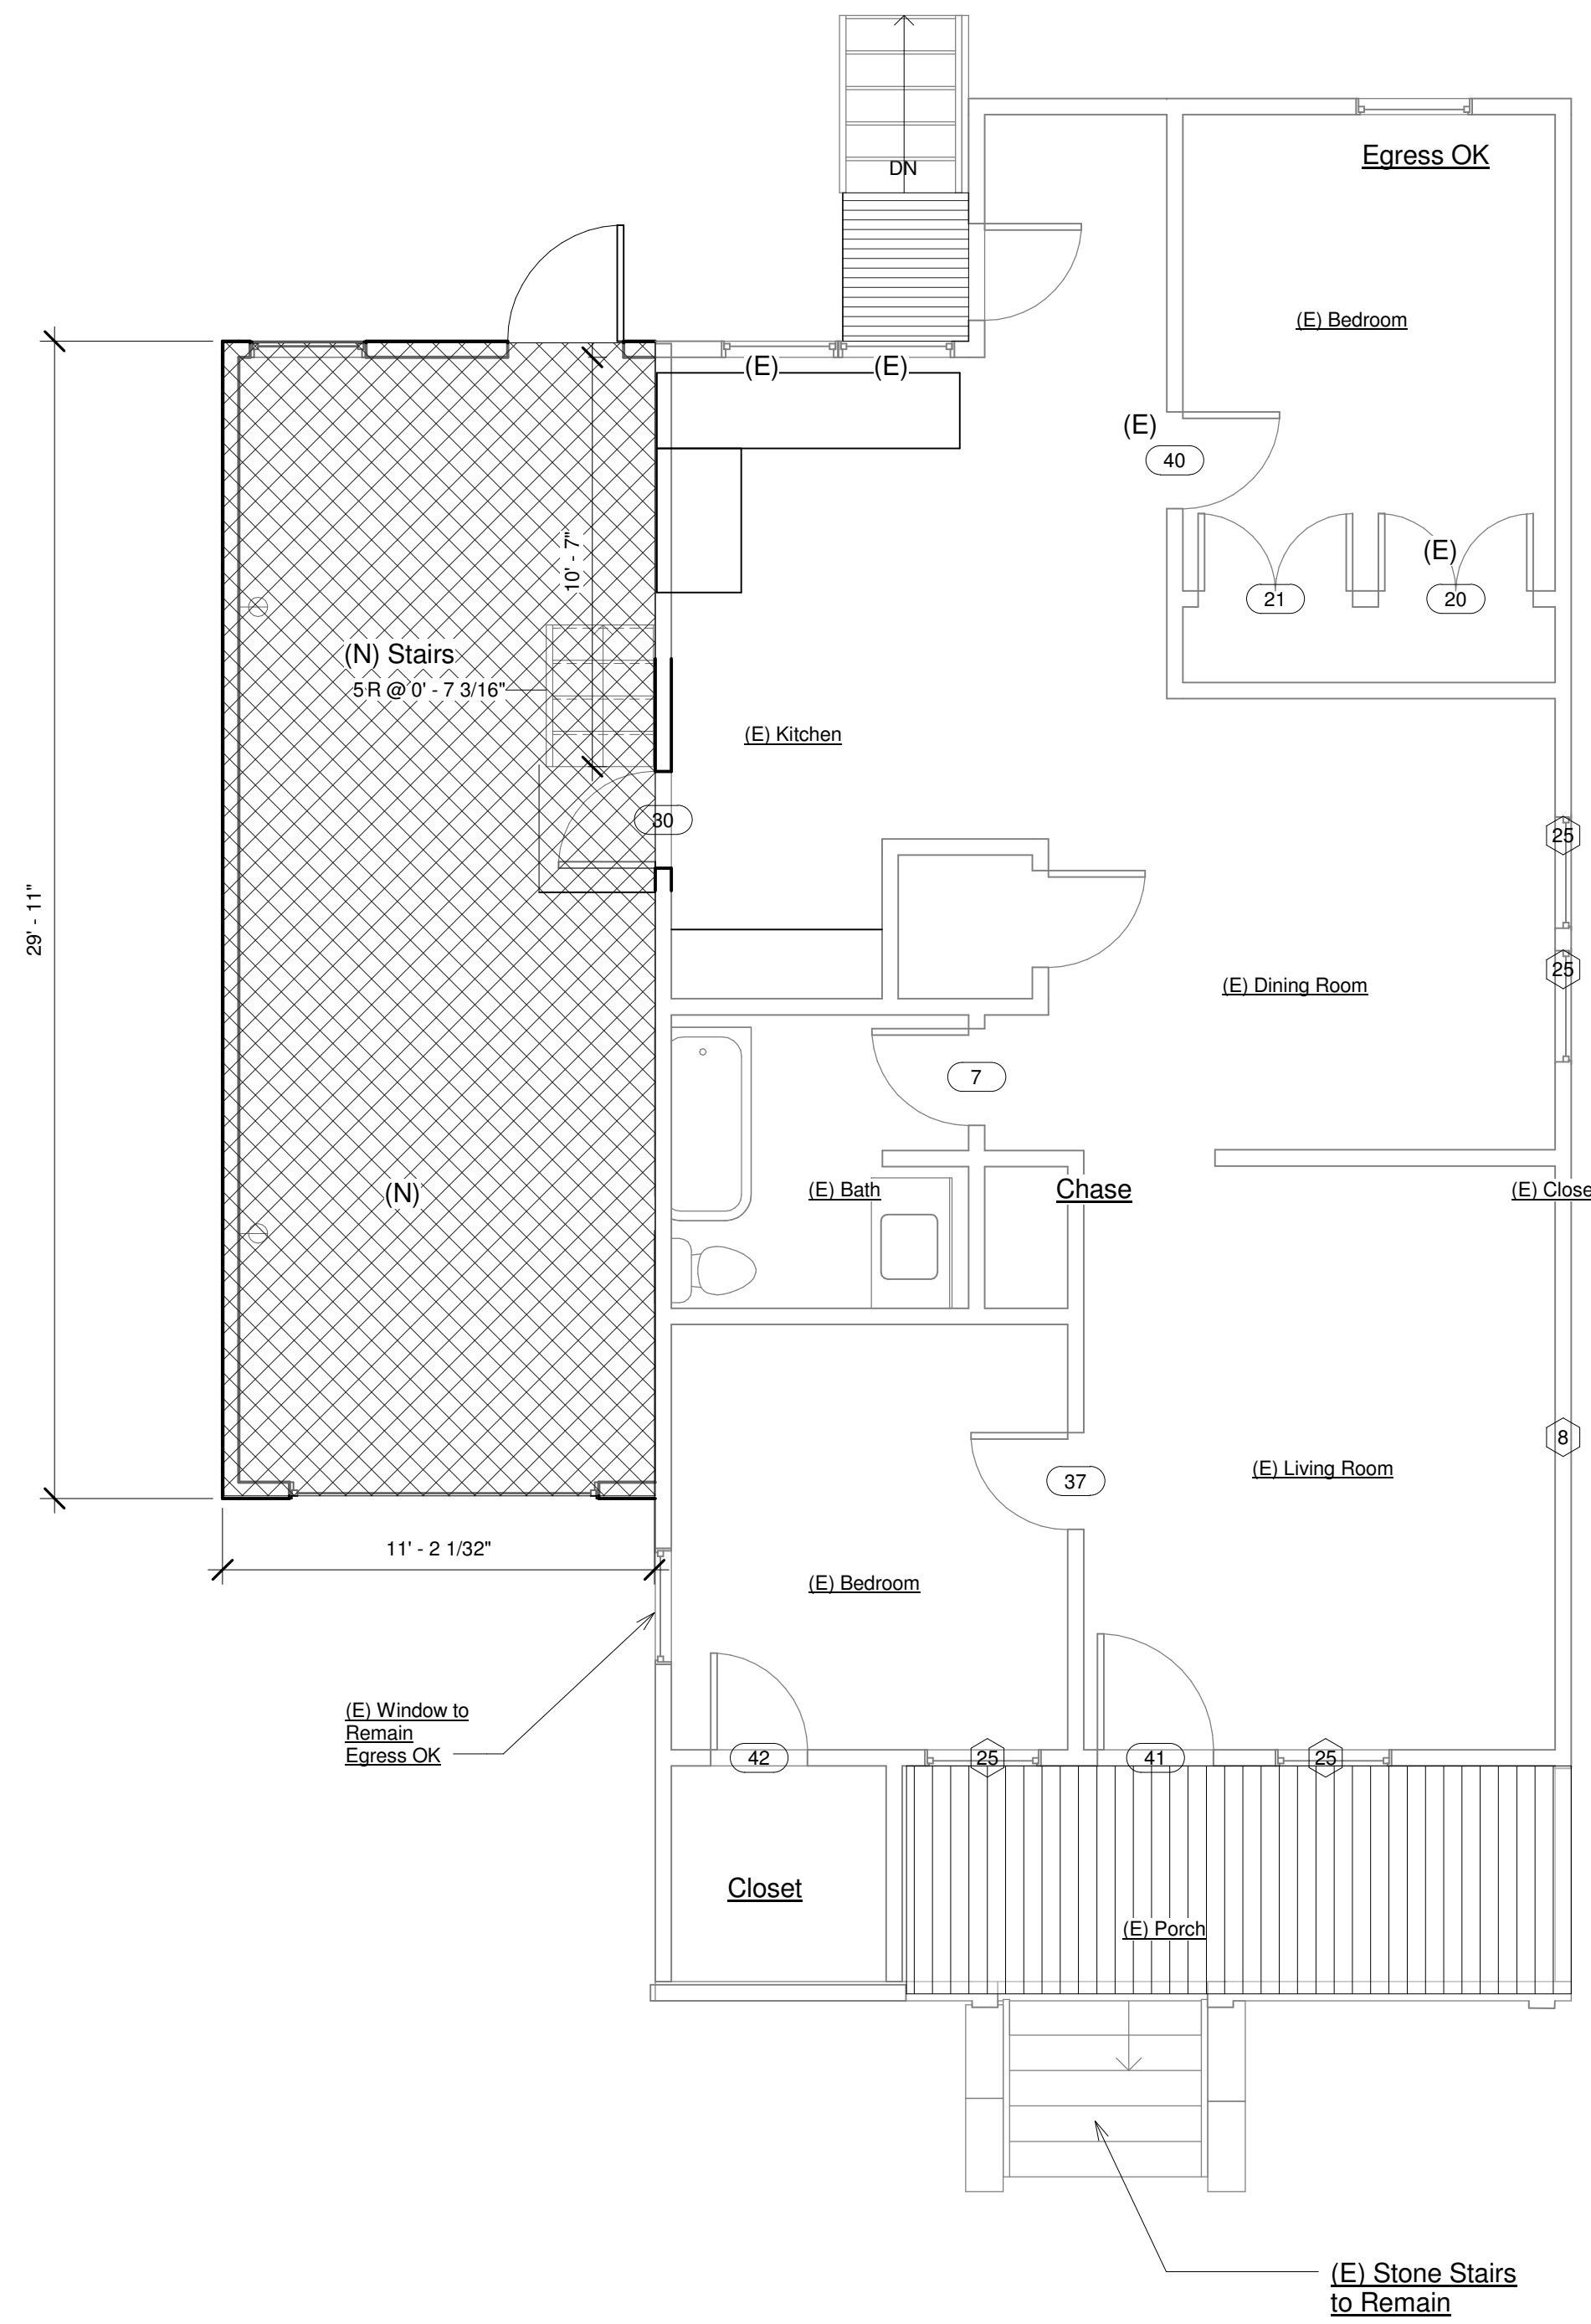 DN
Egress OK
(E) Bedroom
(E)
(E)
(E)
40
(E)
21
20
10' - 7"
(N) Stairs
5 R @ 0' - 7 3/16"
(E) Kitchen
30
25
29' - 11"
25
(E) Dining Room
7
(N)
(E) Bath
Chase
(E) Close
8
(E) Living Room
37
11' - 2 1/32"
(E) Bedroom
(E) Window to
Remain
Egress OK
42
25
41
25
Closet
(E) Porch
(E) Stone Stairs
to Remain